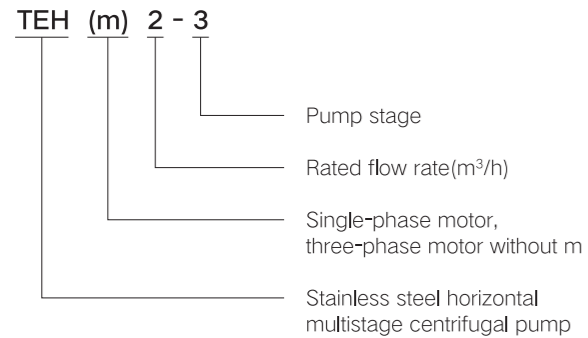 TEH (m) 2 - 3
Pump stage
Rated flow rate(m³/h)
Single-phase motor,
three-phase motor without m
Stainless steel horizontal
multistage centrifugal pump